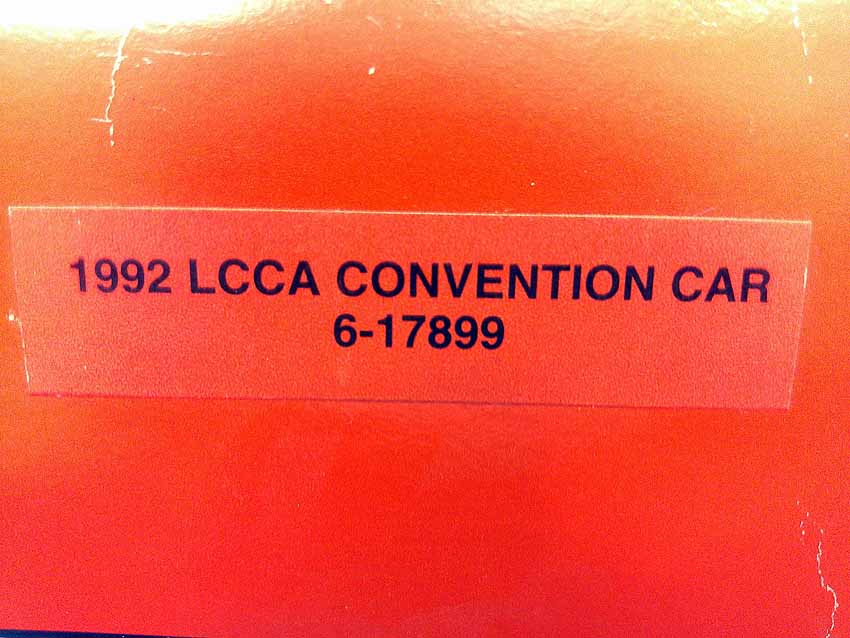 1992 LCCA CONVENTION CAR
6-17899